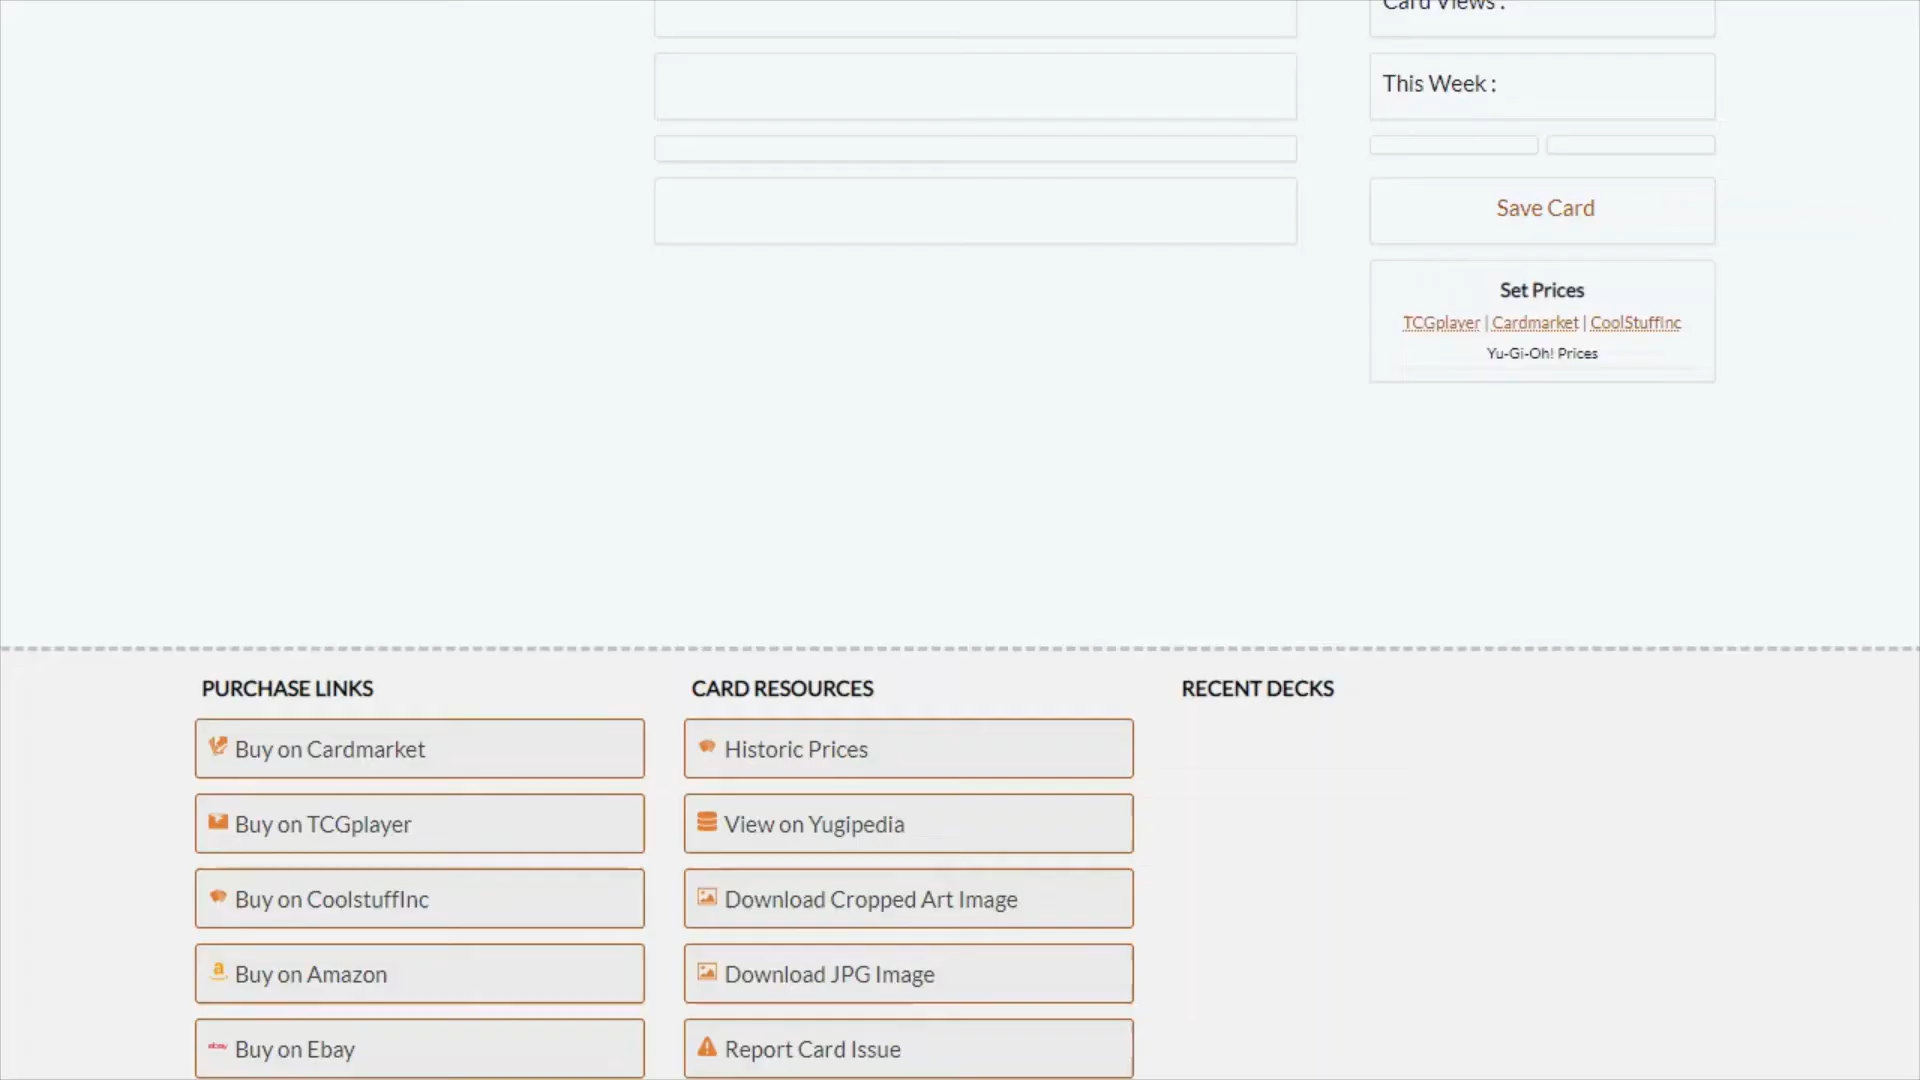 Card Views :
This Week :
Save Card
Set Prices
TCGplayer | Cardmarket | CoolStuffInc
Yu-Gi-Oh! Prices
PURCHASE LINKS
Buy on Cardmarket
Buy on TCGplayer
Buy on CoolstuffInc
Buy on Amazon
Buy on Ebay
CARD RESOURCES
Historic Prices
View on Yugipedia
Download Cropped Art Image
Download JPG Image
Report Card Issue
RECENT DECKS